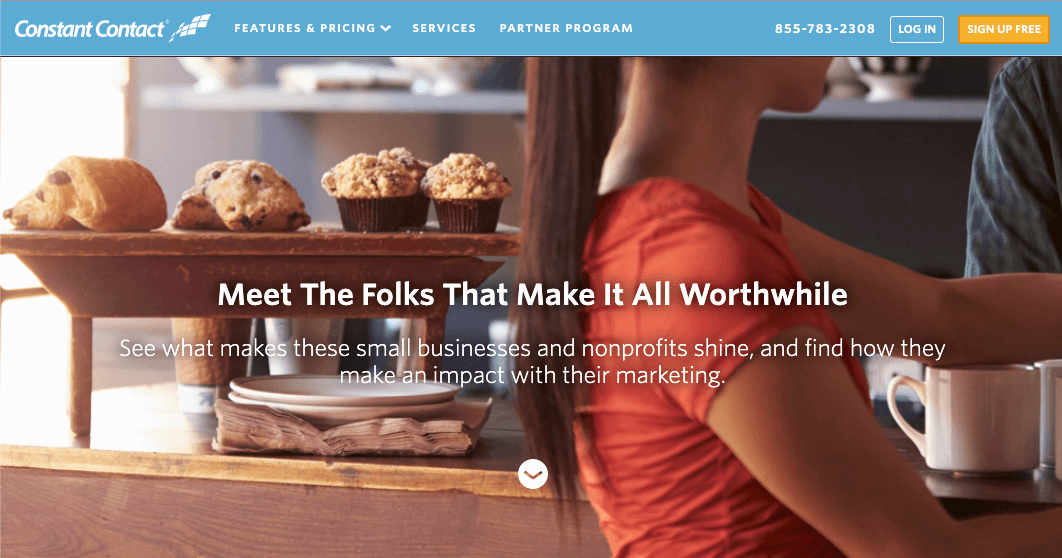 Constant Contact®
FEATURES & PRICING
SERVICES
PARTNER PROGRAM
855-783-2308
LOG IN
SIGN UP FREE
Meet The Folks That Make It All Worthwhile
See what makes these small businesses and nonprofits shine, and find how they
make an impact with their marketing.